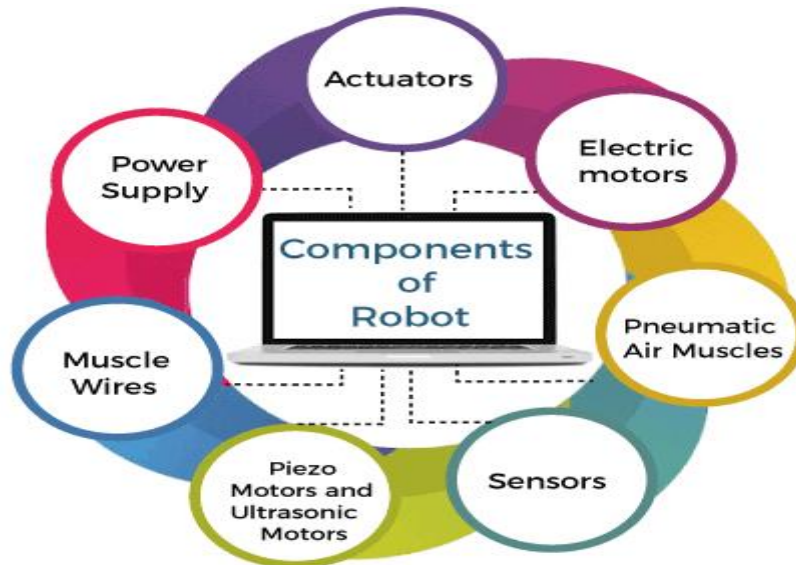 Actuators
Electric
motors
Power
Supply
Components
of
Robot
Pneumatic
Air Muscles
Muscle
Wires
Piezo
Motors and
Ultrasonic
Motors
Sensors